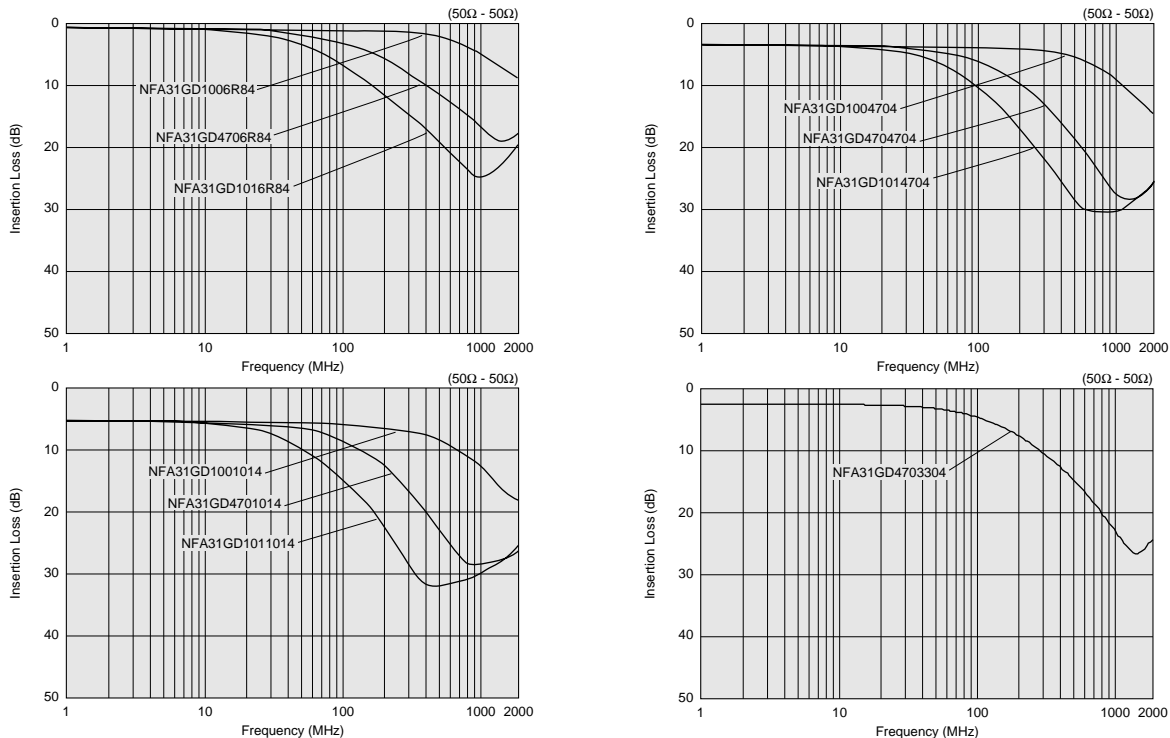 (50Ω - 50Ω)
0
10
20
30
40
50
Insertion Loss (dB)
NFA31GD1006R84
NFA31GD4706R84
NFA31GD1016R84
1 10 100 1000 2000
Frequency (MHz)
(50Ω - 50Ω)
0
10
20
30
40
50
Insertion Loss (dB)
NFA31GD1004704
NFA31GD4704704
NFA31GD1014704
1 10 100 1000 2000
Frequency (MHz)
(50Ω - 50Ω)
0
10
20
30
40
50
Insertion Loss (dB)
NFA31GD1001014
NFA31GD4701014
NFA31GD1011014
1 10 100 1000 2000
Frequency (MHz)
(50Ω - 50Ω)
0
10
20
30
40
50
Insertion Loss (dB)
NFA31GD4703304
1 10 100 1000 2000
Frequency (MHz)